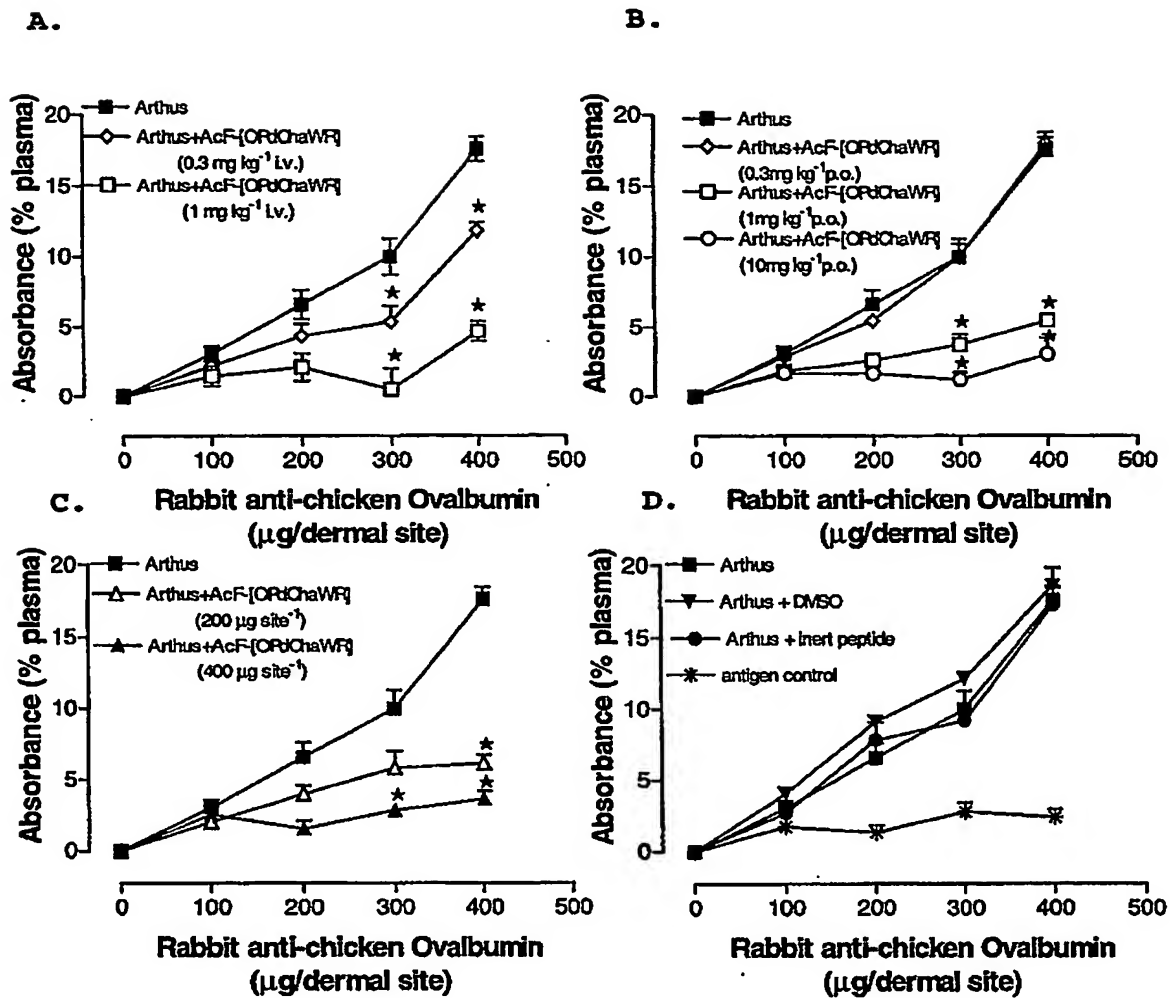 A.
Absorbance (% plasma)
20
15
10
5
0
Arthus
Arthus+AcF-[OPdChaWR]
(0.3 mg kg⁻¹ i.v.)
Arthus+AcF-[OPdChaWR]
(1 mg kg⁻¹ i.v.)
★
★
★
★
0 100 200 300 400 500
Rabbit anti-chicken Ovalbumin
(μg/dermal site)
B.
Absorbance (% plasma)
20
15
10
5
0
Arthus
Arthus+AcF-[OPdChaWR]
(0.3mg kg⁻¹p.o.)
Arthus+AcF-[OPdChaWR]
(1mg kg⁻¹p.o.)
Arthus+AcF-[OPdChaWR]
(10mg kg⁻¹p.o.)
★
★
★
★
0 100 200 300 400 500
Rabbit anti-chicken Ovalbumin
(μg/dermal site)
C.
Absorbance (% plasma)
20
15
10
5
0
Arthus
Arthus+AcF-[OPdChaWR]
(200 μg site⁻¹)
Arthus+AcF-[OPdChaWR]
(400 μg site⁻¹)
★
★
★
0 100 200 300 400 500
Rabbit anti-chicken Ovalbumin
(μg/dermal site)
D.
Absorbance (% plasma)
20
15
10
5
0
Arthus
Arthus + DMSO
Arthus + Inert peptide
antigen control
0 100 200 300 400 500
Rabbit anti-chicken Ovalbumin
(μg/dermal site)